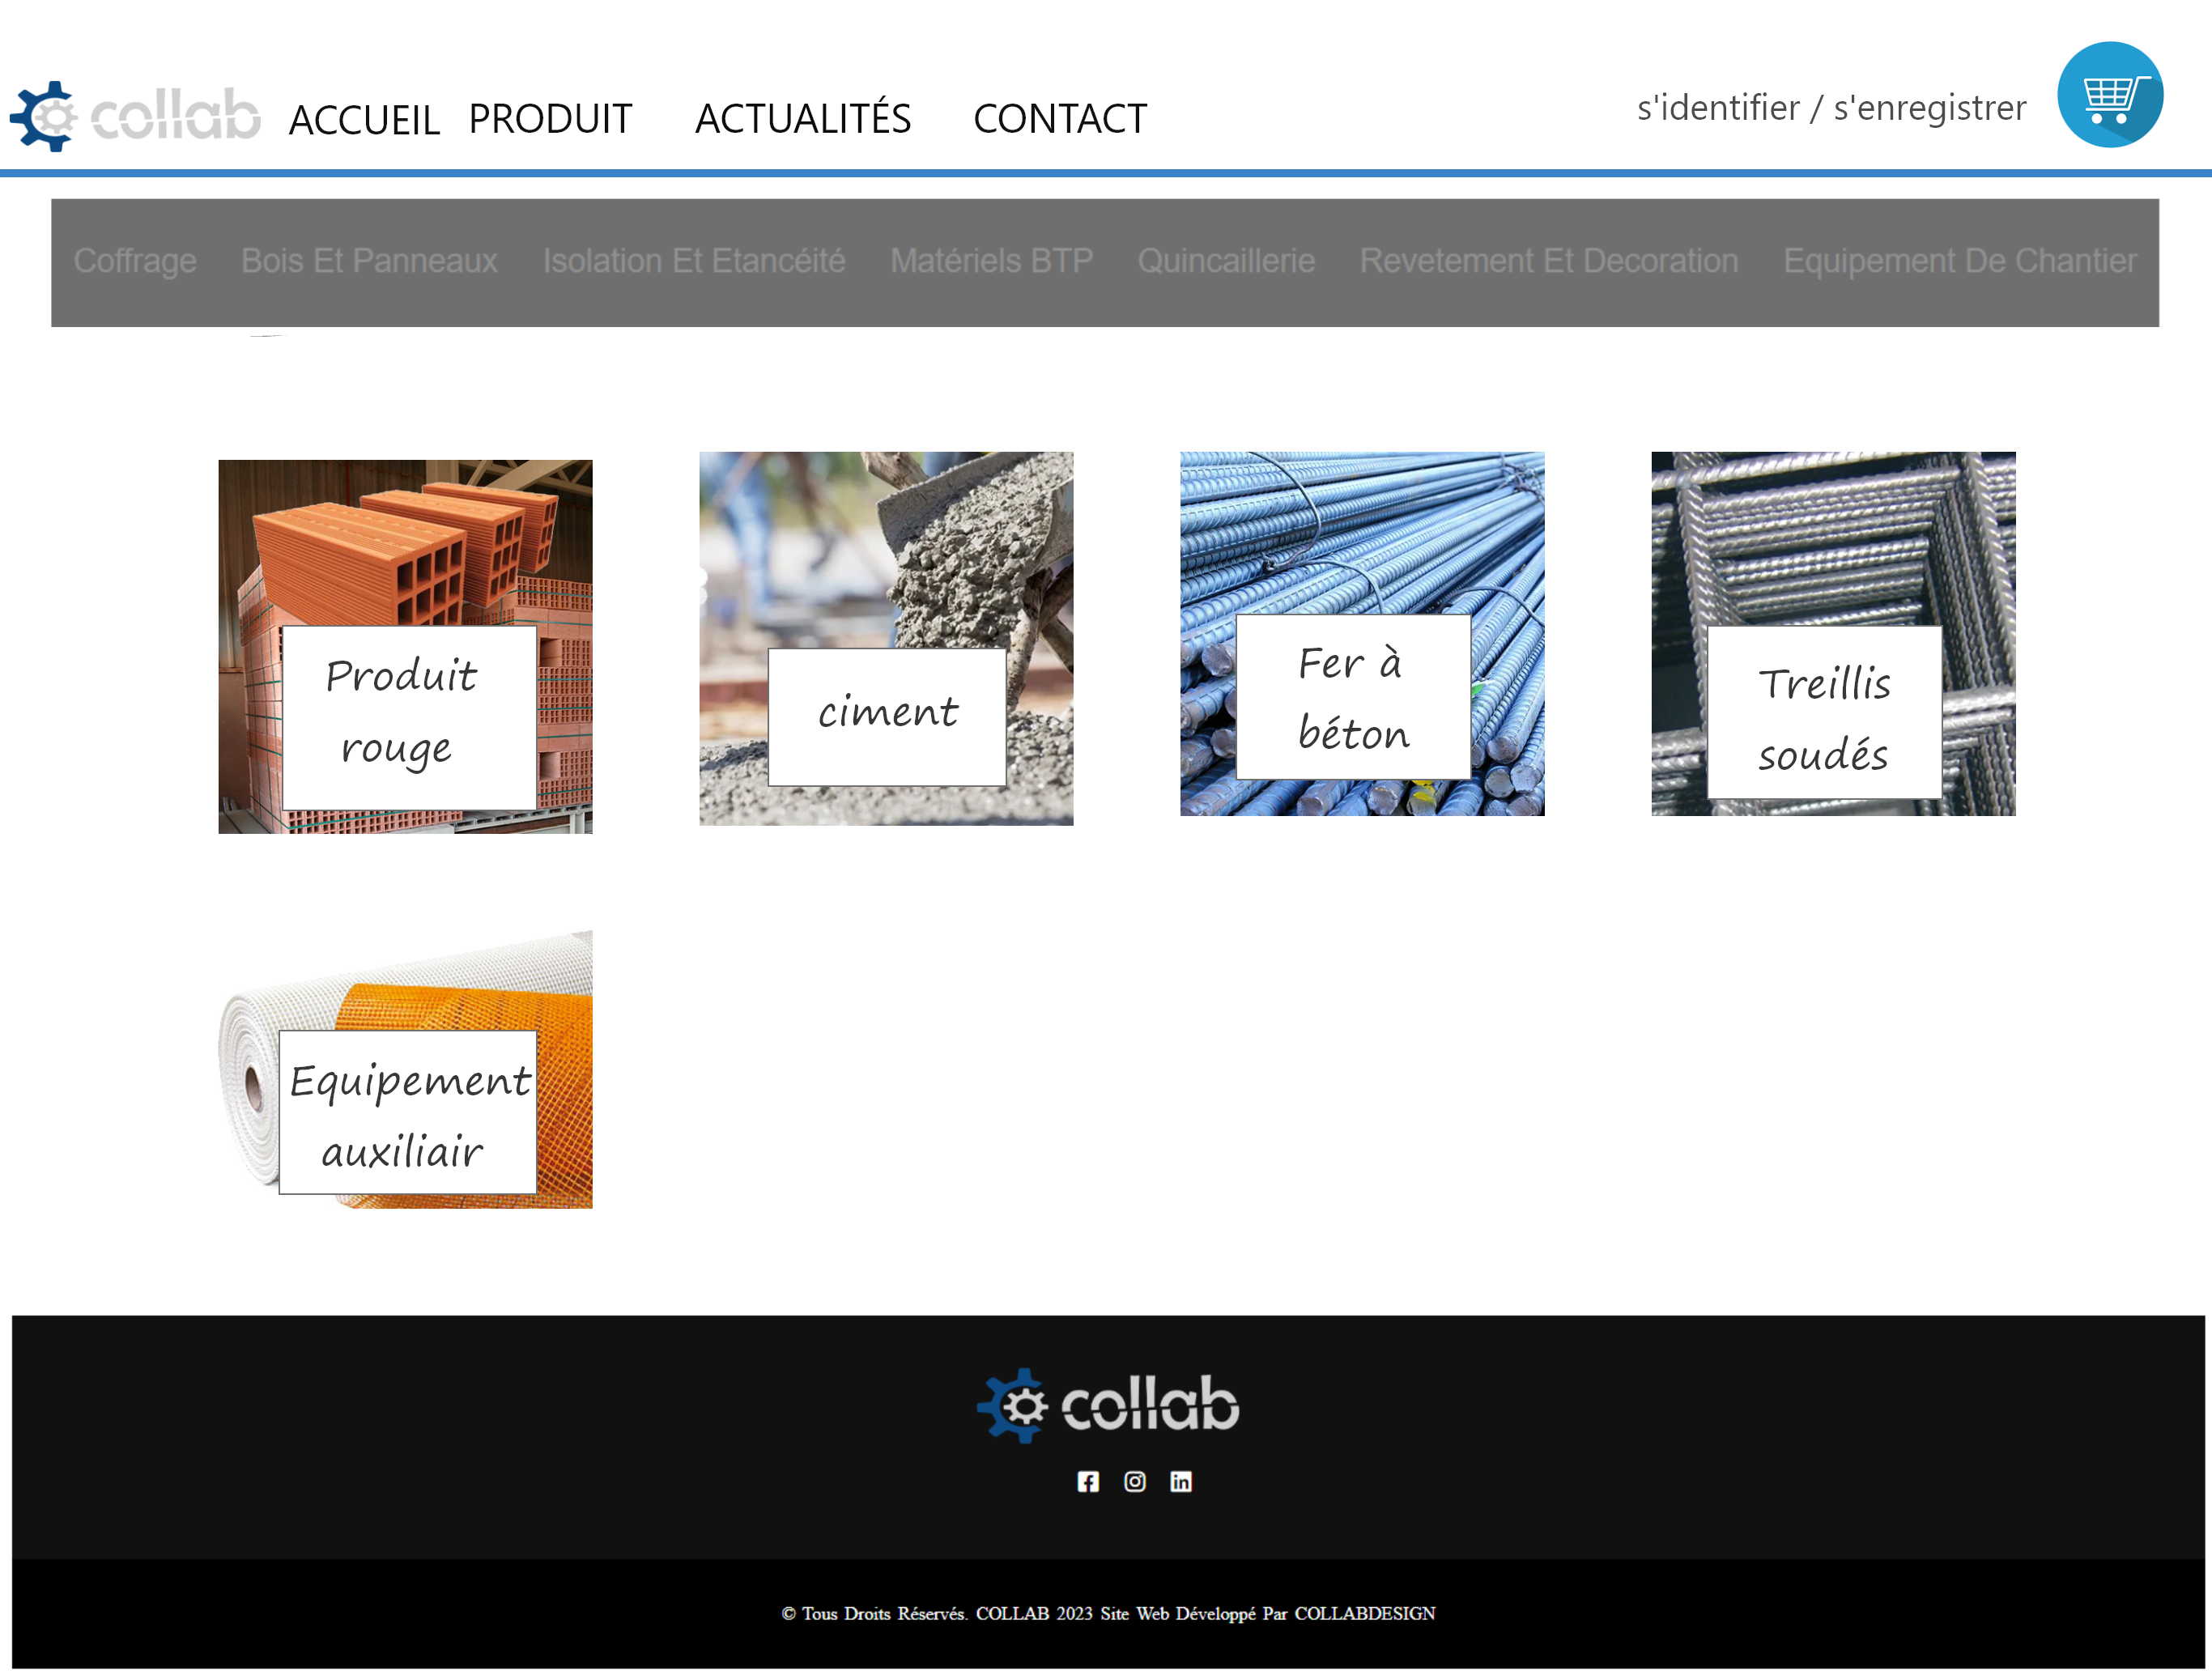 collab ACCUEIL PRODUIT ACTUALITÉS CONTACT s'identifier / s'enregistrer
Coffrage Bois Et Panneaux Isolation Et Etancéité Matériels BTP Quincaillerie Revetement Et Decoration Equipement De Chantier
Produit
rouge
ciment
Fer à
béton
Treillis
soudés
Equipement
auxiliair
collab
© Tous Droits Réservés. COLLAB 2023 Site Web Développé Par COLLABDESIGN